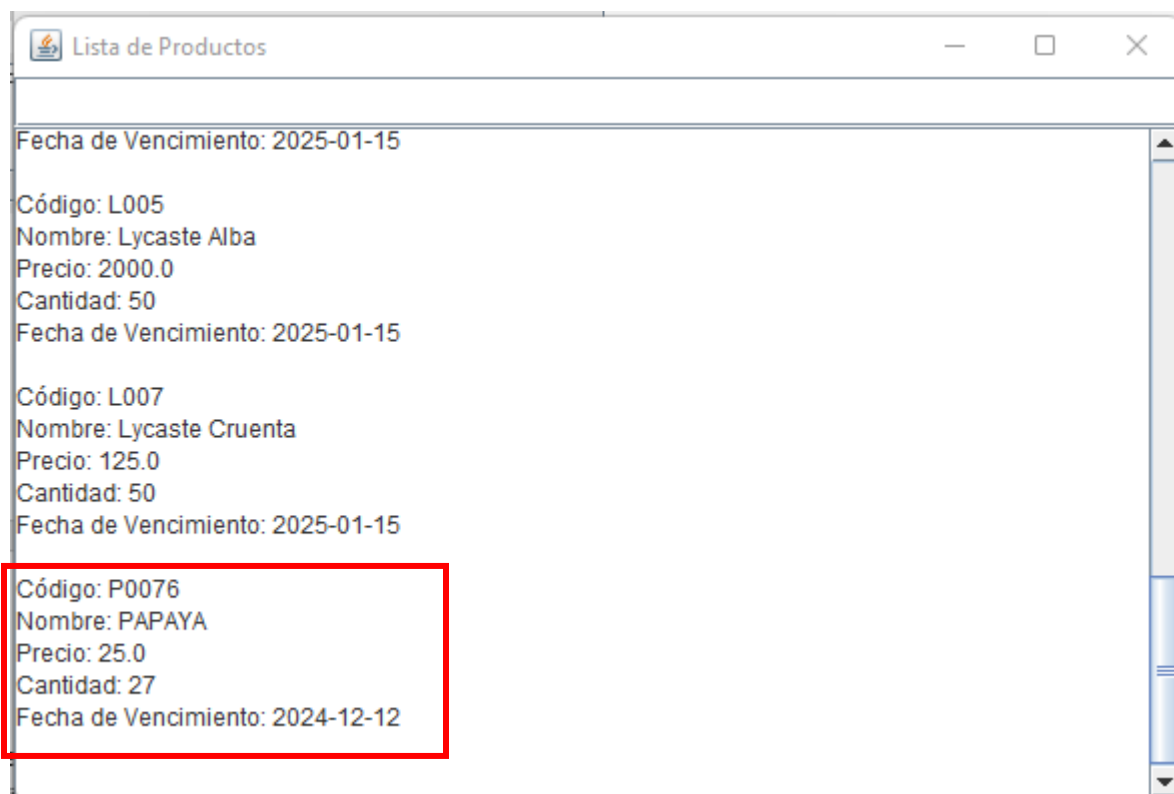 Lista de Productos
Fecha de Vencimiento: 2025-01-15
Código: L005
Nombre: Lycaste Alba
Precio: 2000.0
Cantidad: 50
Fecha de Vencimiento: 2025-01-15
Código: L007
Nombre: Lycaste Cruenta
Precio: 125.0
Cantidad: 50
Fecha de Vencimiento: 2025-01-15
Código: P0076
Nombre: PAPAYA
Precio: 25.0
Cantidad: 27
Fecha de Vencimiento: 2024-12-12